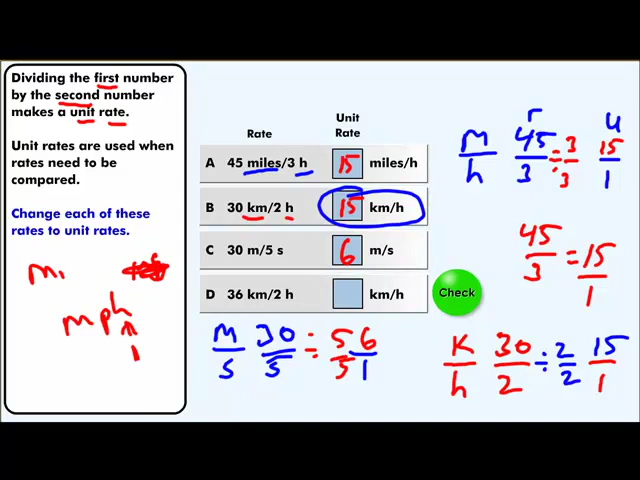 Dividing the first number
by the second number
makes a unit rate.
Unit rates are used when
rates need to be
compared.
Change each of these
rates to unit rates.
m
mph
1
Rate
Unit
Rate
A 45 miles/3 h 15 miles/h
B 30 km/2 h 15 km/h
C 30 m/5 s 6 m/s
D 36 km/2 h km/h
Check
r u
M/h 45/3 ÷ 3/3 15/1
45/3 = 15/1
M/s 30/5 ÷ 5/5 6/1
K/h 30/2 ÷ 2/2 15/1